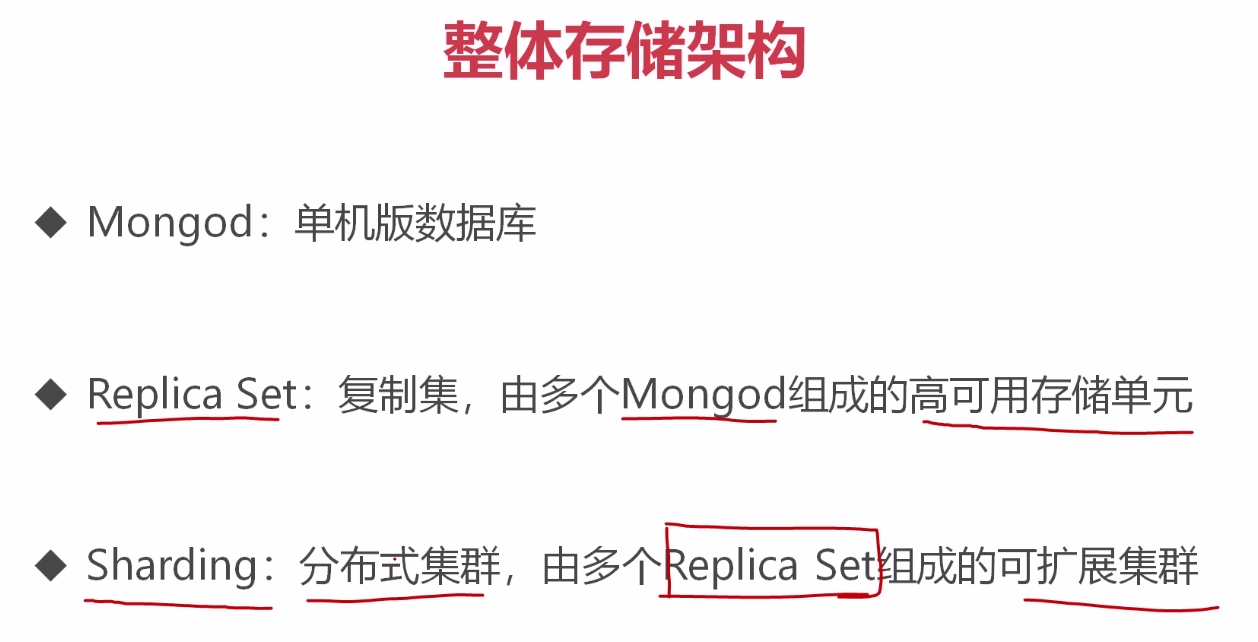 整体存储架构
◆ Mongod：单机版数据库
◆ Replica Set：复制集，由多个Mongod组成的高可用存储单元
◆ Sharding：分布式集群，由多个Replica Set组成的可扩展集群